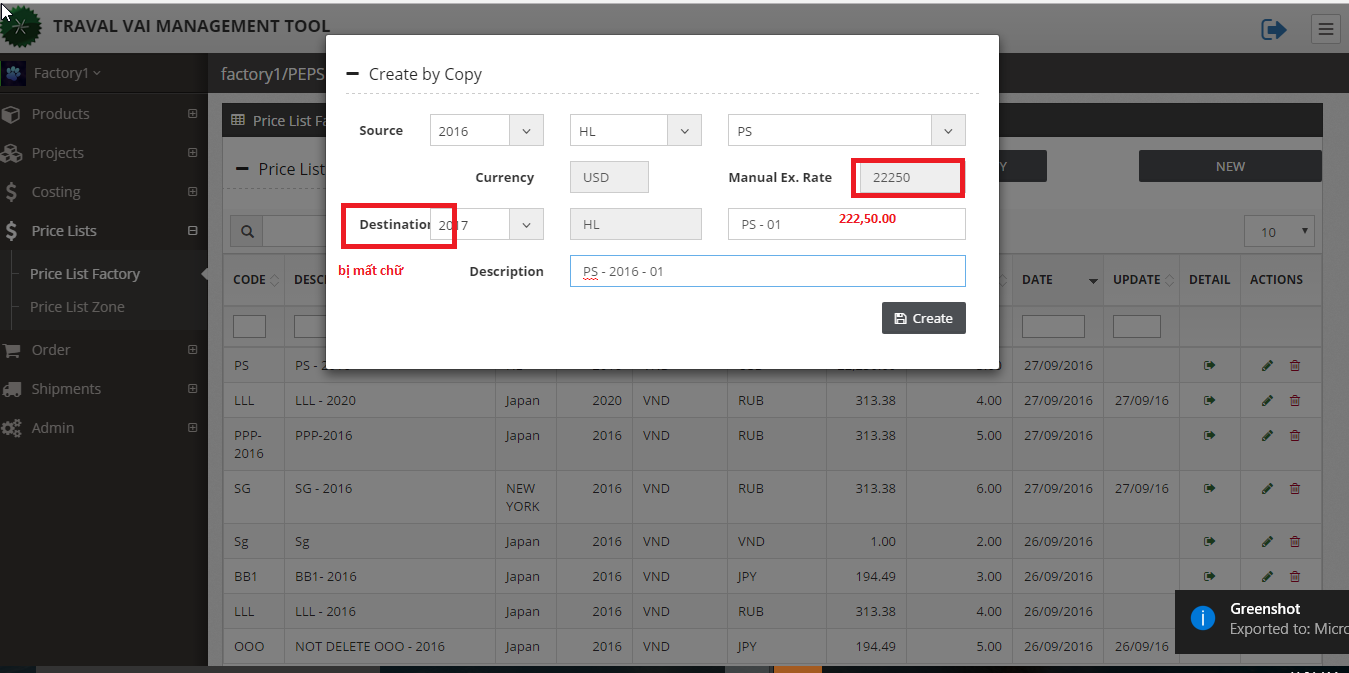 TRAVAL VAI MANAGEMENT TOOL
Factory1
factory1/PEPS
Products
Projects
Costing
Price Lists
Price List Factory
Price List Zone
Order
Shipments
Admin
Price List Fa
Price List
Y
NEW
10
Create by Copy
Source 2016 HL PS
Currency USD Manual Ex. Rate 22250
Destination 2017 HL PS - 01 222,50.00
bị mất chữ
Description PS - 2016 - 01
Create
CODE DESC DATE UPDATE DETAIL ACTIONS
PS PS - 2 27/09/2016
LLL LLL - 2020 Japan 2020 VND RUB 313.38 4.00 27/09/2016 27/09/16
PPP- PPP-2016 Japan 2016 VND RUB 313.38 5.00 27/09/2016
2016
SG SG - 2016 NEW 2016 VND RUB 313.38 6.00 27/09/2016 27/09/16
YORK
Sg Sg Japan 2016 VND VND 1.00 2.00 26/09/2016
BB1 BB1- 2016 Japan 2016 VND JPY 194.49 3.00 26/09/2016
LLL LLL - 2016 Japan 2016 VND RUB 313.38 4.00 26/09/2016
OOO NOT DELETE OOO - 2016 Japan 2016 VND JPY 194.49 5.00 26/09/2016 26/09/16
Greenshot
Exported to: Micro